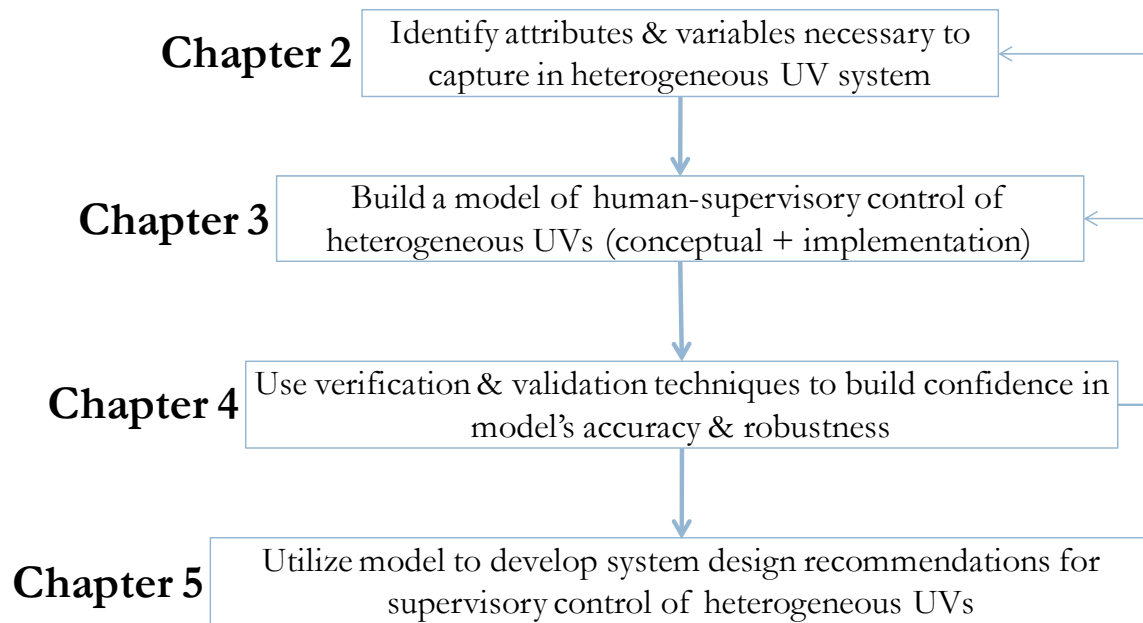 Chapter 2
Identify attributes & variables necessary to
capture in heterogeneous UV system
Chapter 3
Build a model of human-supervisory control of
heterogeneous UVs (conceptual + implementation)
Chapter 4
Use verification & validation techniques to build confidence in
model's accuracy & robustness
Chapter 5
Utilize model to develop system design recommendations for
supervisory control of heterogeneous UVs